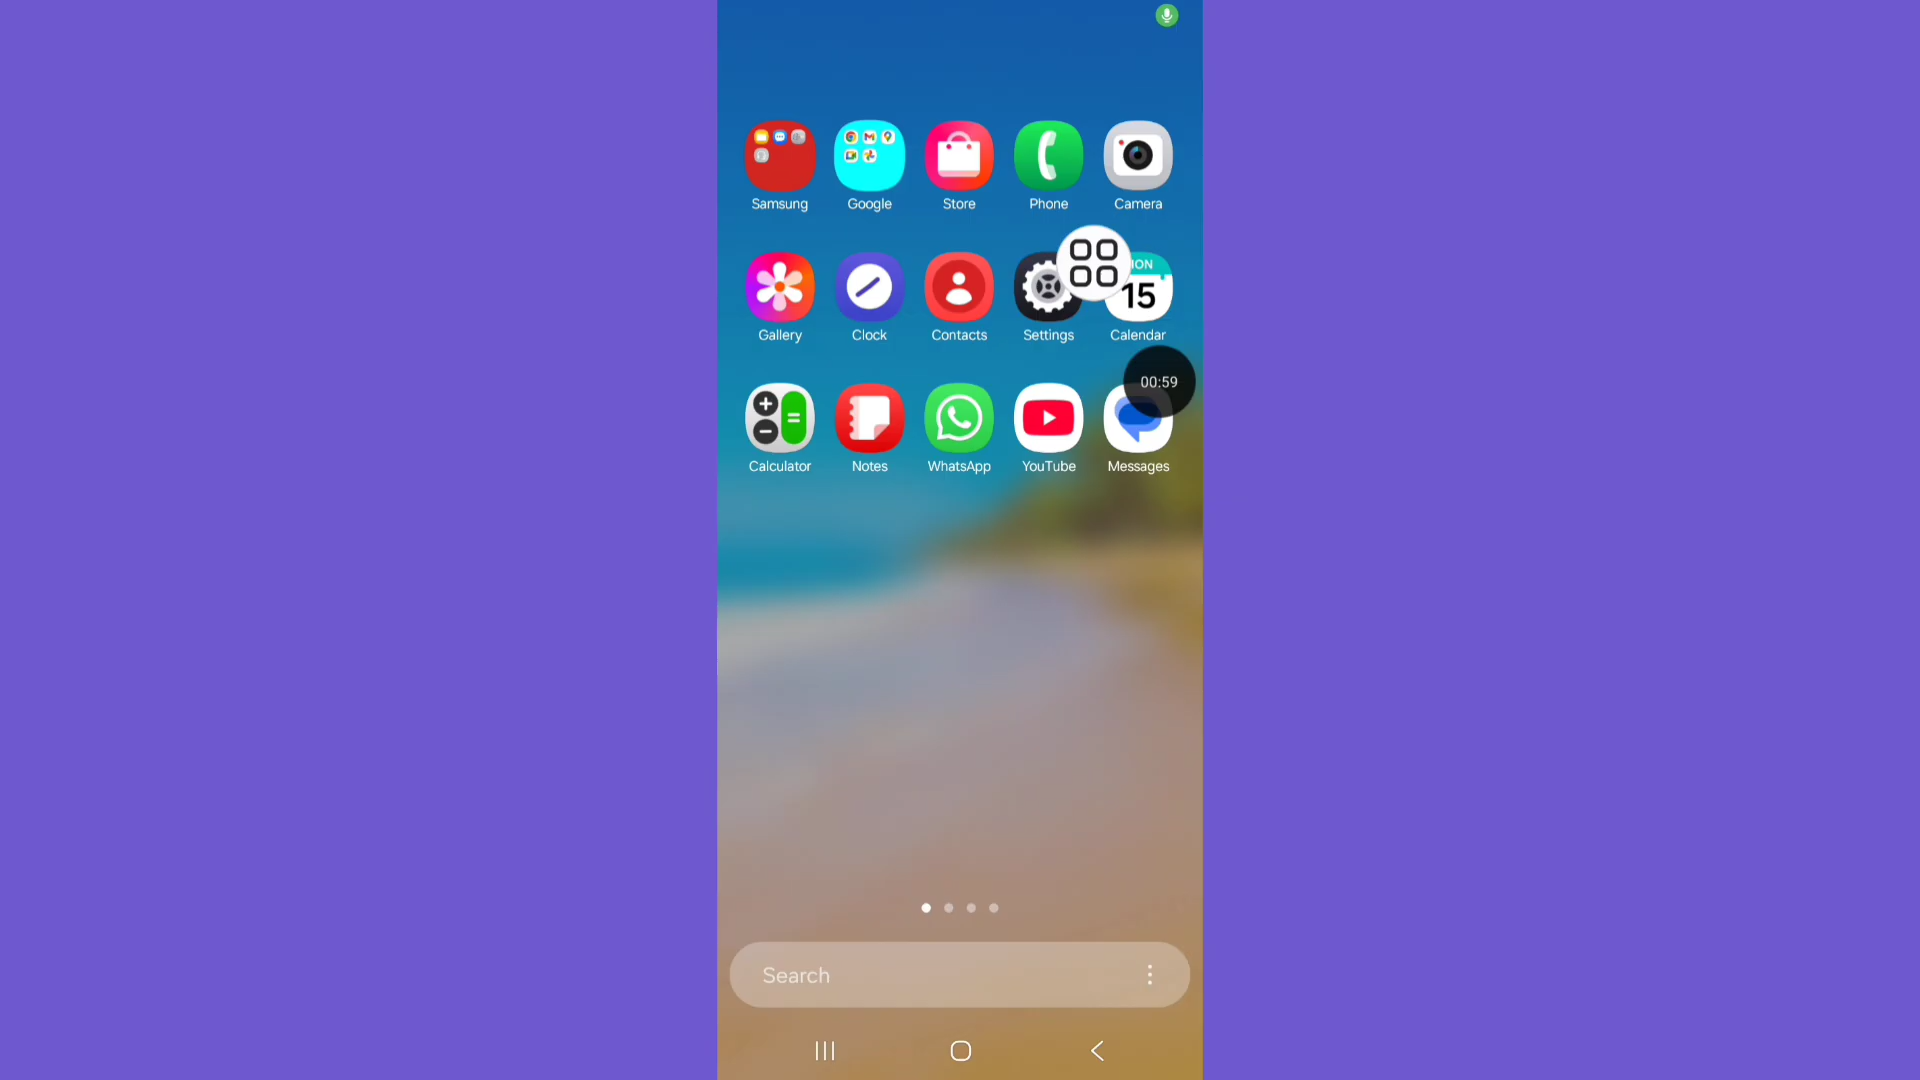 Samsung Google Store Phone Camera
ION
15
Gallery Clock Contacts Settings Calendar
00:59
Calculator Notes WhatsApp YouTube Messages
Search